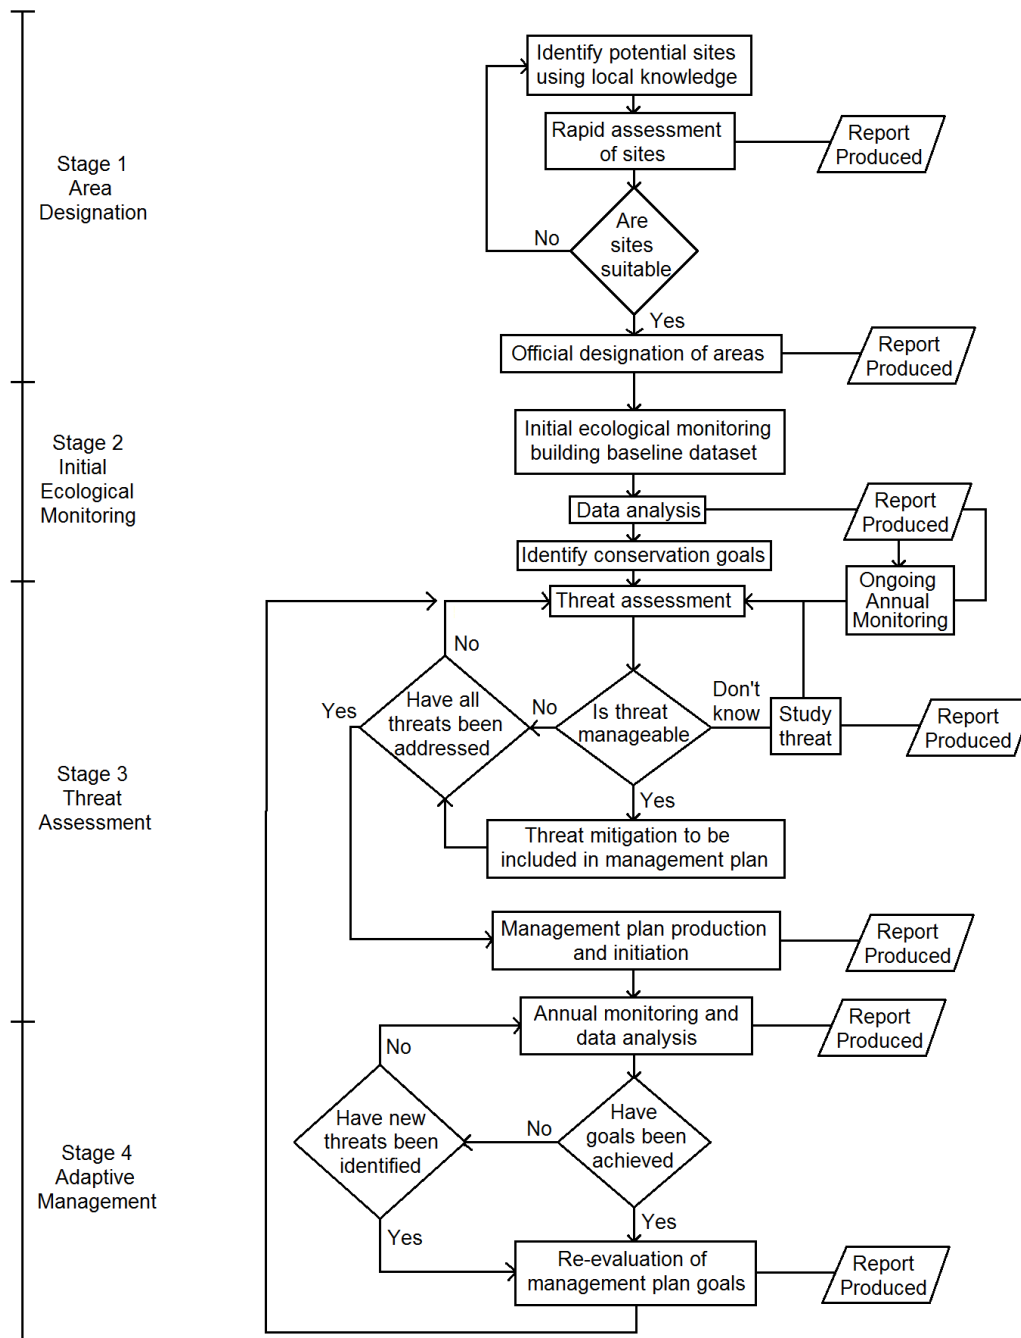 Identify potential sites
using local knowledge
Rapid assessment
of sites
Report
Produced
Stage 1
Area
Designation
Are
sites
suitable
No
Yes
Official designation of areas
Report
Produced
Stage 2
Initial
Ecological
Monitoring
Initial ecological monitoring
building baseline dataset
Data analysis
Report
Produced
Identify conservation goals
Ongoing
Annual
Monitoring
Threat assessment
No
Have all
threats been
addressed
Yes
No
Is threat
manageable
Don't
know
Study
threat
Report
Produced
Yes
Stage 3
Threat
Assessment
Threat mitigation to be
included in management plan
Management plan production
and initiation
Report
Produced
Annual monitoring and
data analysis
Report
Produced
No
Have new
threats been
identified
No
Have
goals been
achieved
Stage 4
Adaptive
Management
Yes
Yes
Re-evaluation of
management plan goals
Report
Produced